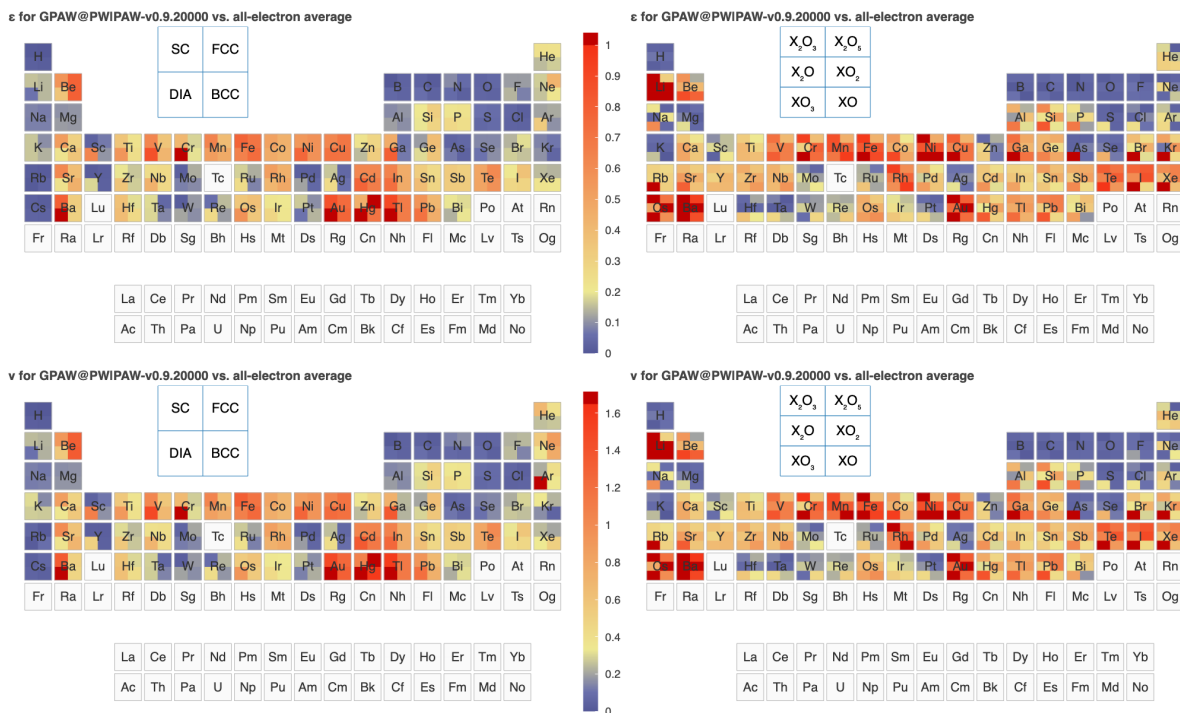 ε for GPAW@PW|PAW-v0.9.20000 vs. all-electron average
SC FCC
DIA BCC
H He
Li Be B C N O F Ne
Na Mg Al Si P S Cl Ar
K Ca Sc Ti V Cr Mn Fe Co Ni Cu Zn Ga Ge As Se Br Kr
Rb Sr Y Zr Nb Mo Tc Ru Rh Pd Ag Cd In Sn Sb Te I Xe
Cs Ba Lu Hf Ta W Re Os Ir Pt Au Hg Tl Pb Bi Po At Rn
Fr Ra Lr Rf Db Sg Bh Hs Mt Ds Rg Cn Nh Fl Mc Lv Ts Og
La Ce Pr Nd Pm Sm Eu Gd Tb Dy Ho Er Tm Yb
Ac Th Pa U Np Pu Am Cm Bk Cf Es Fm Md No
1
0.9
0.8
0.7
0.6
0.5
0.4
0.3
0.2
0.1
0
ε for GPAW@PW|PAW-v0.9.20000 vs. all-electron average
X₂O₃ X₂O₅
X₂O XO₂
XO₃ XO
H He
Li Be B C N O F Ne
Na Mg Al Si P S Cl Ar
K Ca Sc Ti V Cr Mn Fe Co Ni Cu Zn Ga Ge As Se Br Kr
Rb Sr Y Zr Nb Mo Tc Ru Rh Pd Ag Cd In Sn Sb Te I Xe
Cs Ba Lu Hf Ta W Re Os Ir Pt Au Hg Tl Pb Bi Po At Rn
Fr Ra Lr Rf Db Sg Bh Hs Mt Ds Rg Cn Nh Fl Mc Lv Ts Og
La Ce Pr Nd Pm Sm Eu Gd Tb Dy Ho Er Tm Yb
Ac Th Pa U Np Pu Am Cm Bk Cf Es Fm Md No
ν for GPAW@PW|PAW-v0.9.20000 vs. all-electron average
SC FCC
DIA BCC
H He
Li Be B C N O F Ne
Na Mg Al Si P S Cl Ar
K Ca Sc Ti V Cr Mn Fe Co Ni Cu Zn Ga Ge As Se Br Kr
Rb Sr Y Zr Nb Mo Tc Ru Rh Pd Ag Cd In Sn Sb Te I Xe
Cs Ba Lu Hf Ta W Re Os Ir Pt Au Hg Tl Pb Bi Po At Rn
Fr Ra Lr Rf Db Sg Bh Hs Mt Ds Rg Cn Nh Fl Mc Lv Ts Og
La Ce Pr Nd Pm Sm Eu Gd Tb Dy Ho Er Tm Yb
Ac Th Pa U Np Pu Am Cm Bk Cf Es Fm Md No
1.6
1.4
1.2
1
0.8
0.6
0.4
0.2
0
ν for GPAW@PW|PAW-v0.9.20000 vs. all-electron average
X₂O₃ X₂O₅
X₂O XO₂
XO₃ XO
H He
Li Be B C N O F Ne
Na Mg Al Si P S Cl Ar
K Ca Sc Ti V Cr Mn Fe Co Ni Cu Zn Ga Ge As Se Br Kr
Rb Sr Y Zr Nb Mo Tc Ru Rh Pd Ag Cd In Sn Sb Te I Xe
Cs Ba Lu Hf Ta W Re Os Ir Pt Au Hg Tl Pb Bi Po At Rn
Fr Ra Lr Rf Db Sg Bh Hs Mt Ds Rg Cn Nh Fl Mc Lv Ts Og
La Ce Pr Nd Pm Sm Eu Gd Tb Dy Ho Er Tm Yb
Ac Th Pa U Np Pu Am Cm Bk Cf Es Fm Md No